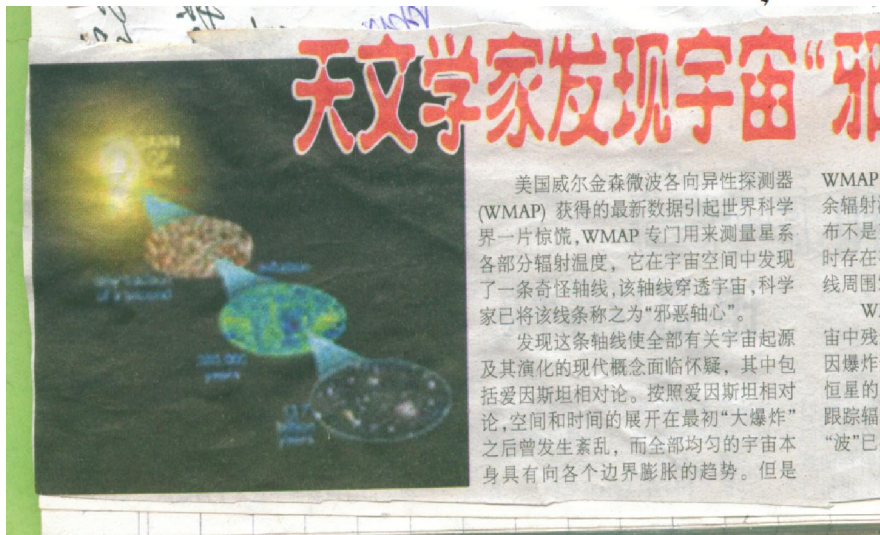 天文学家发现宇宙“邪
美国威尔金森微波各向异性探测器
(WMAP) 获得的最新数据引起世界科学
界一片惊慌,WMAP 专门用来测量星系
各部分辐射温度，它在宇宙空间中发现
了一条奇怪轴线,该轴线穿透宇宙,科学
家已将该线条称之为“邪恶轴心”。
发现这条轴线使全部有关宇宙起源
及其演化的现代概念面临怀疑，其中包
括爱因斯坦相对论。按照爱因斯坦相对
论,空间和时间的展开在最初“大爆炸”
之后曾发生紊乱，而全部均匀的宇宙本
身具有向各个边界膨胀的趋势。但是
WMAP
余辐射
布不是
时存在
线周围
W
宙中残
因爆炸
恒星的
跟踪辐
“波”已
inflation
of a second
380,000
years
13.7
billion
years